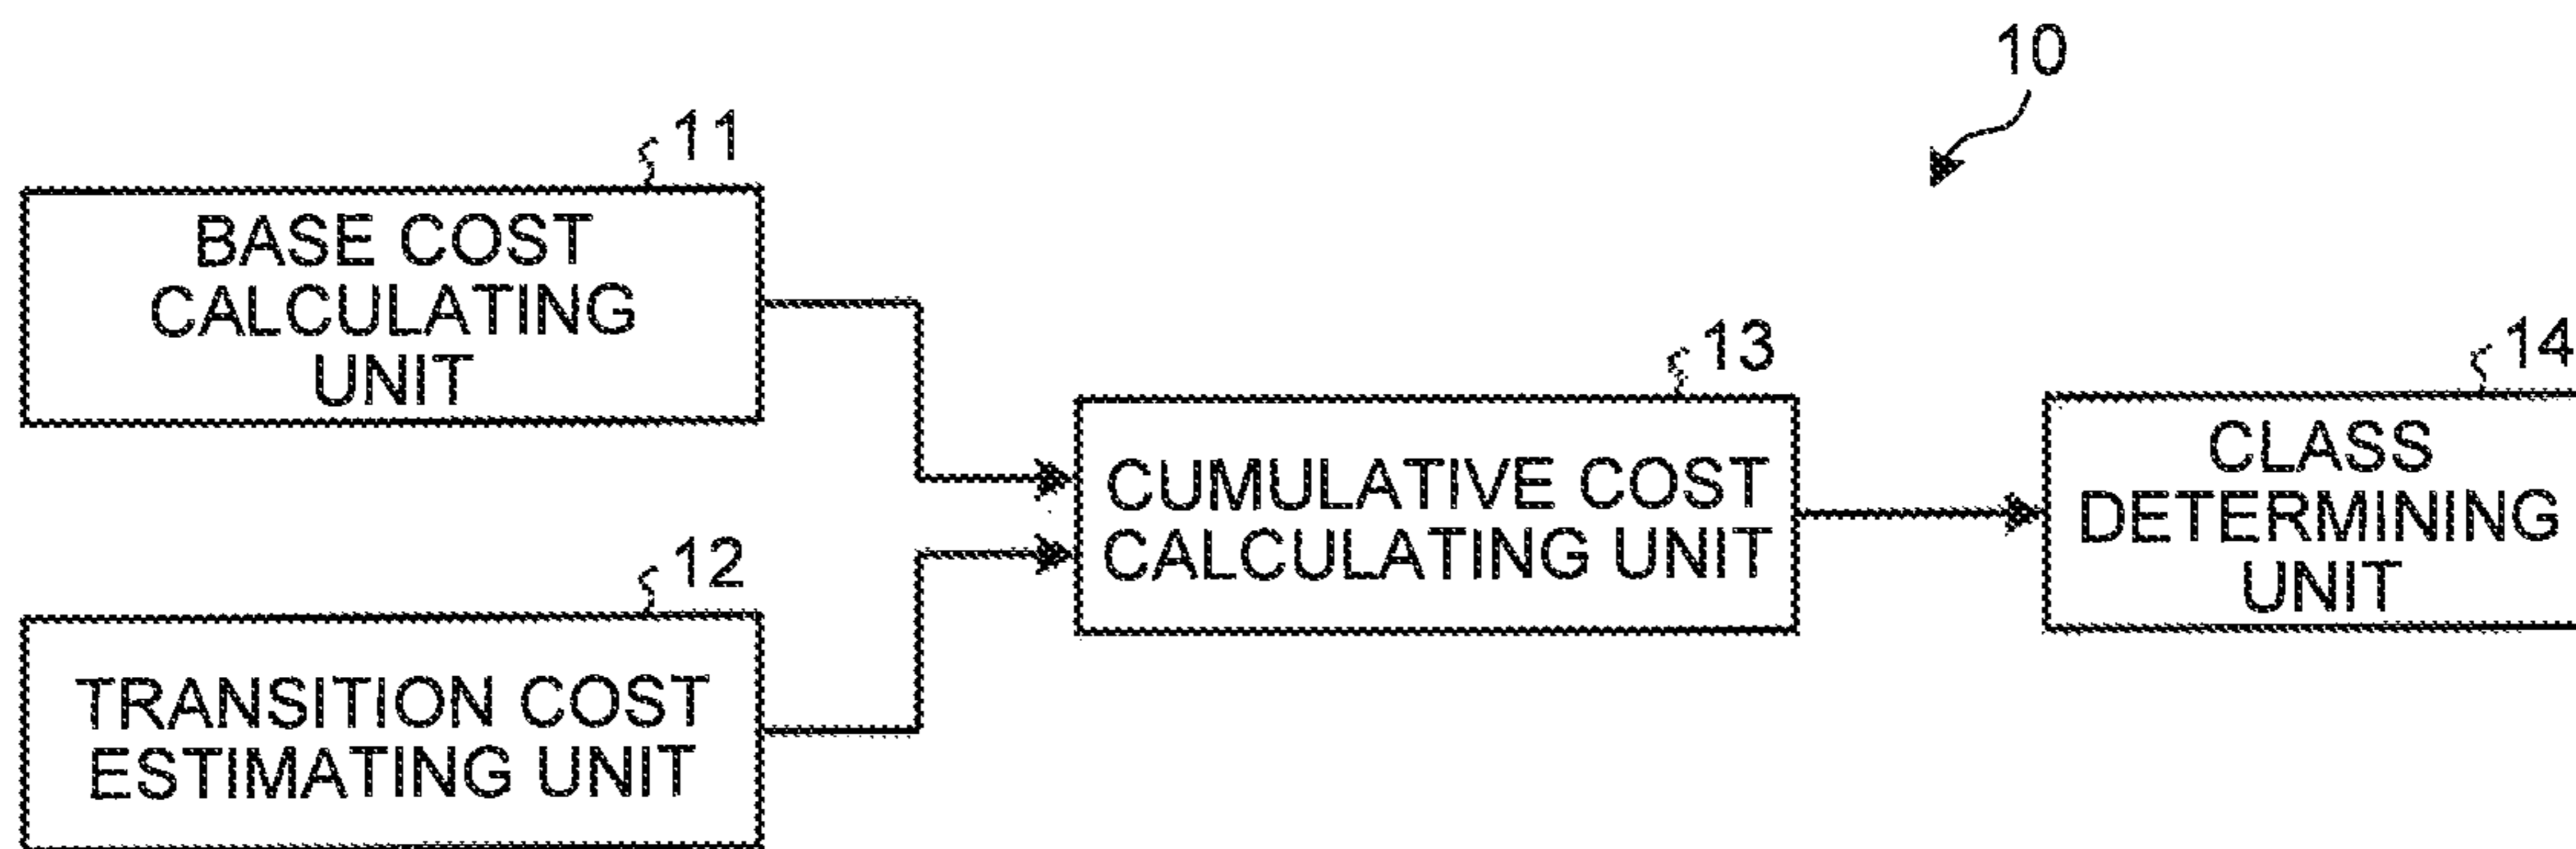 10
11
BASE COST
CALCULATING
UNIT
12
TRANSITION COST
ESTIMATING UNIT
13
CUMULATIVE COST
CALCULATING UNIT
14
CLASS
DETERMINING
UNIT